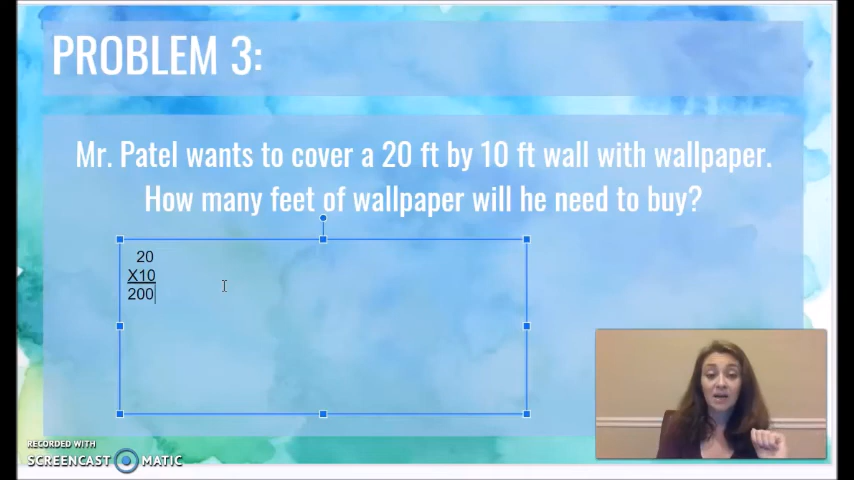 PROBLEM 3:
Mr. Patel wants to cover a 20 ft by 10 ft wall with wallpaper.
How many feet of wallpaper will he need to buy?
20
X10
200
RECORDED WITH
SCREENCAST MATIC